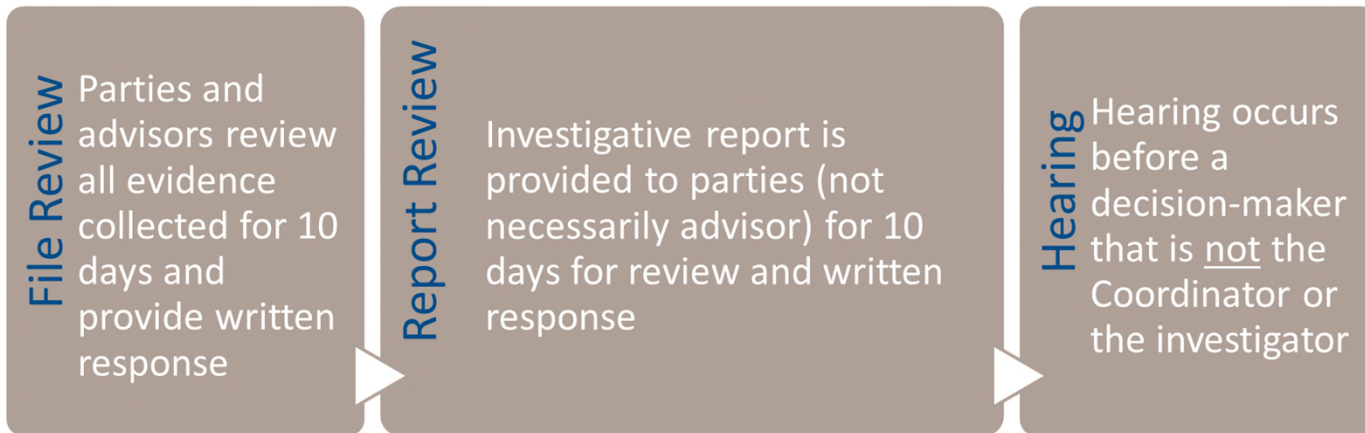 File Review
Parties and
advisors review
all evidence
collected for 10
days and
provide written
response
Report Review
Investigative report is
provided to parties (not
necessarily advisor) for 10
days for review and written
response
Hearing
Hearing occurs
before a
decision-maker
that is not the
Coordinator or
the investigator